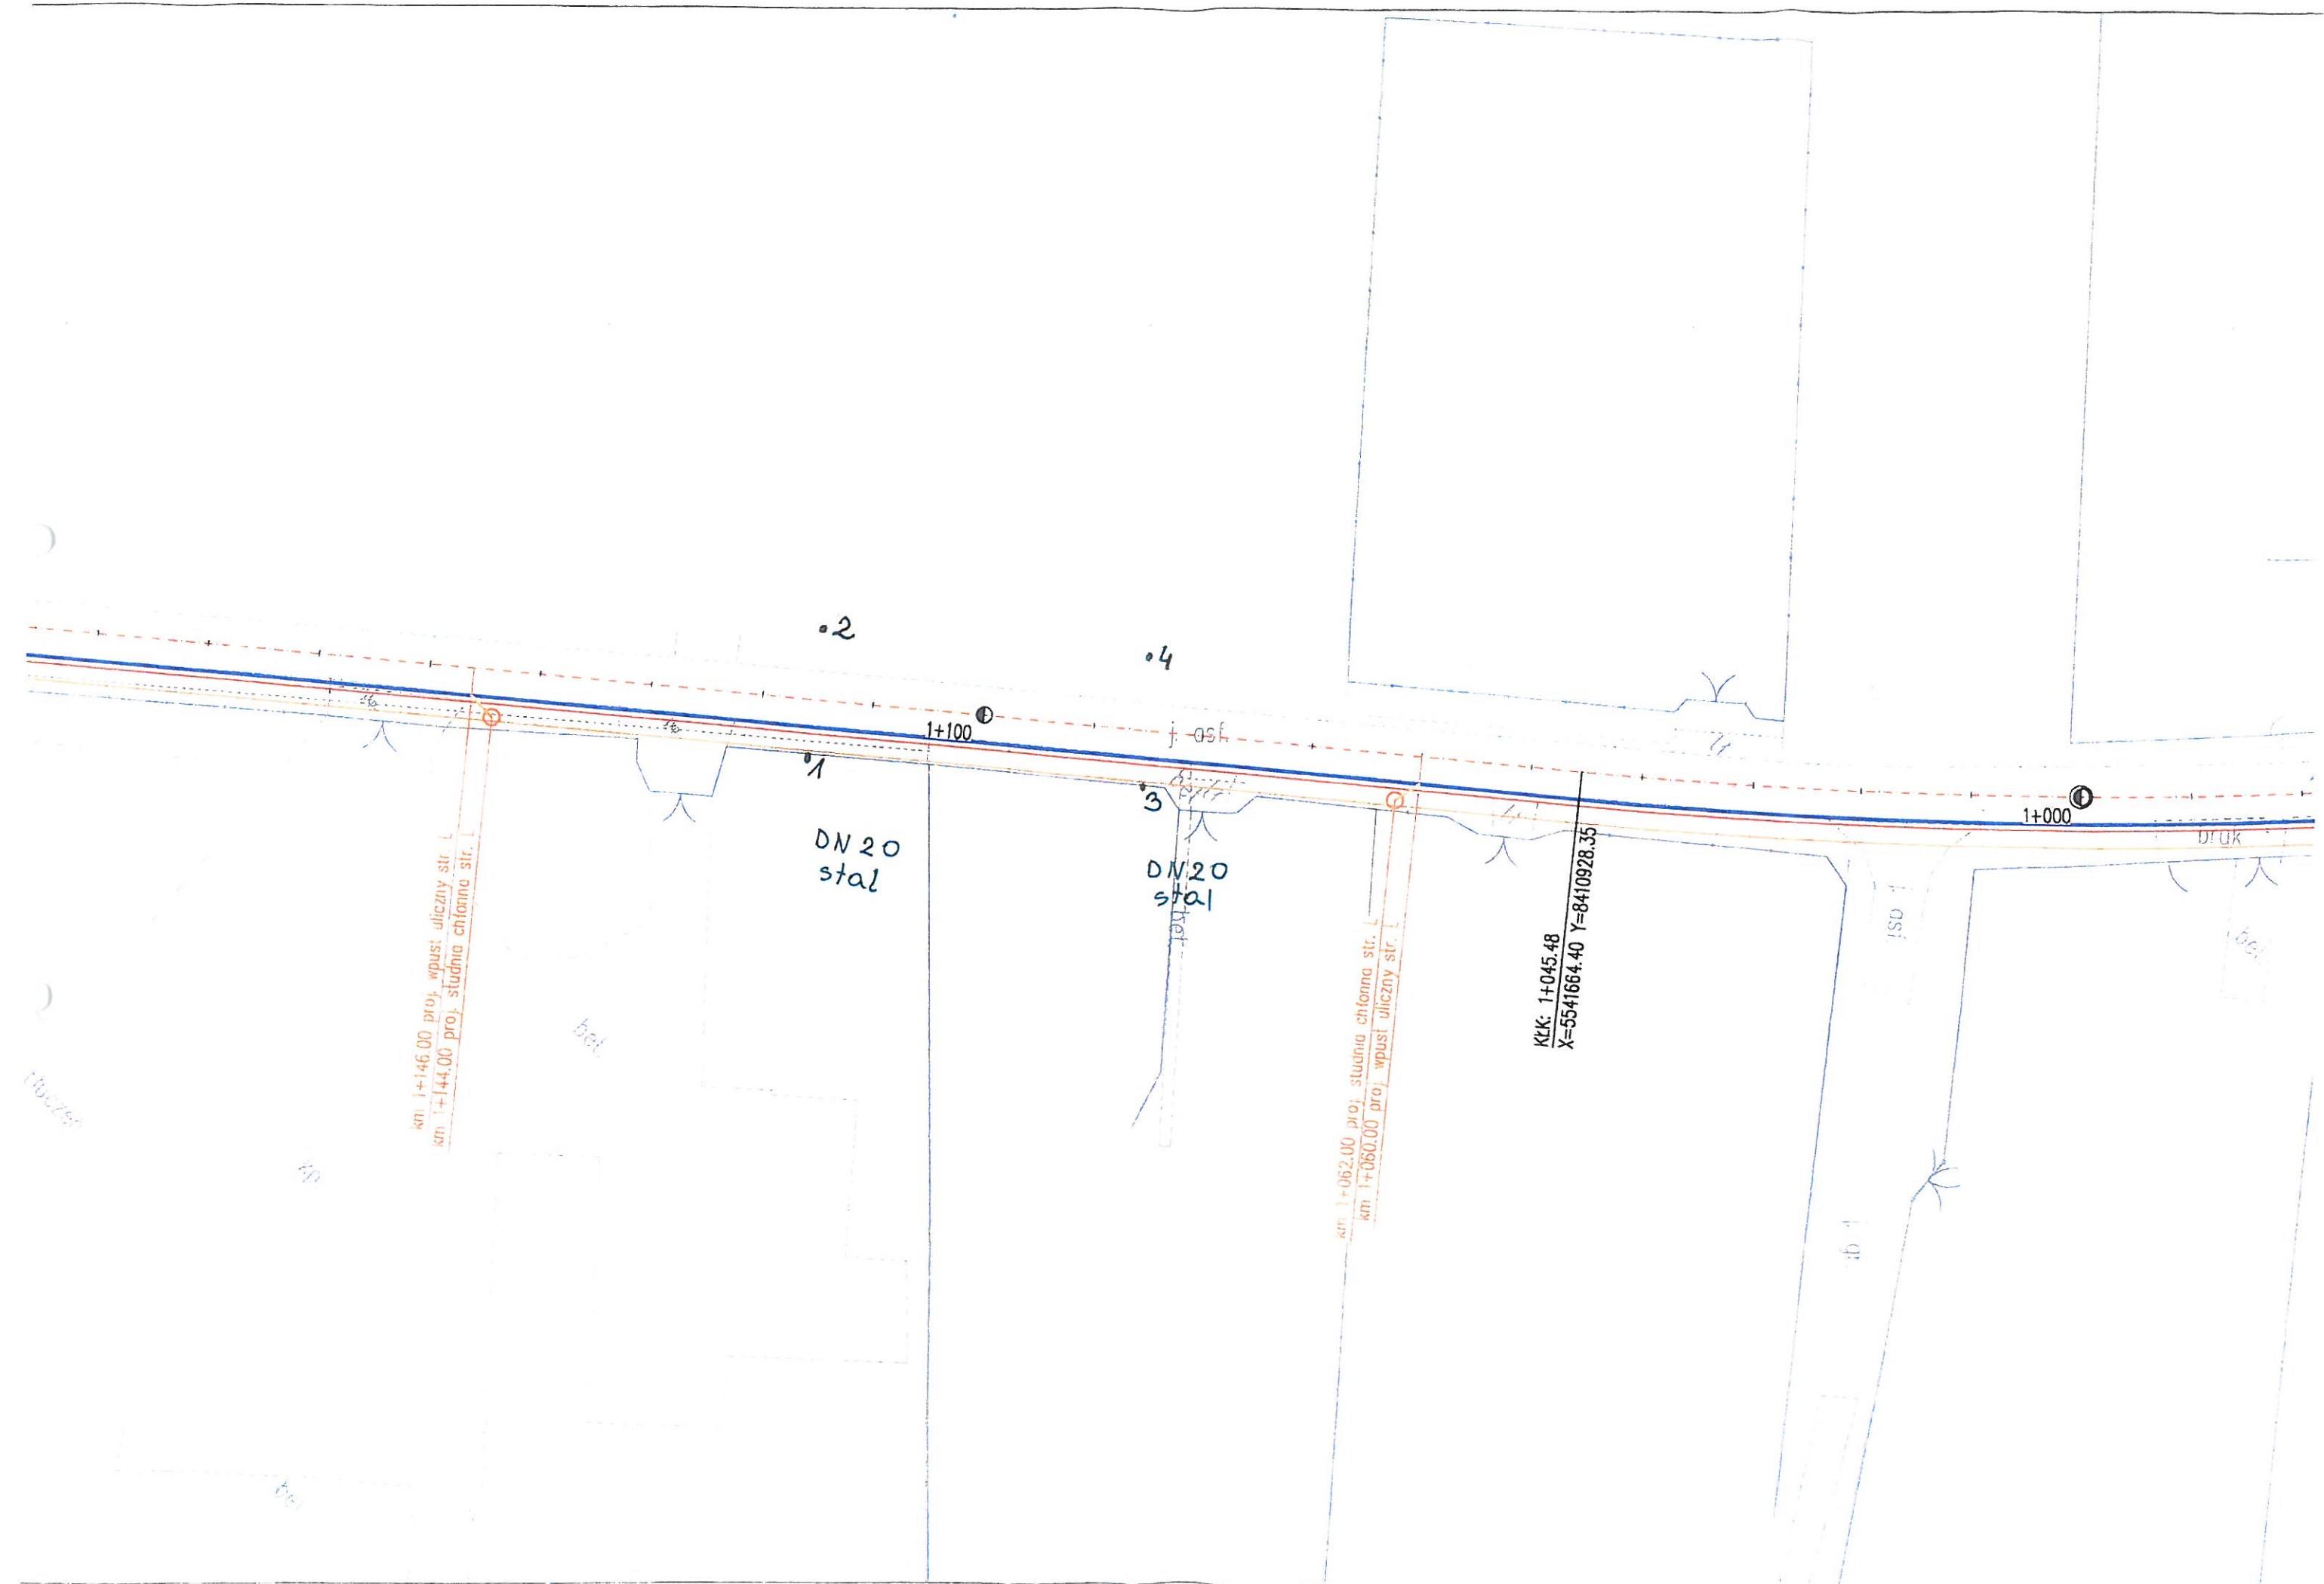 2
4
1+100
j. asf.
1
3
1+000
bruk
DN 20
stal
DN 20
stal
bet.
km 1+146.00 proj. wpust uliczny str. L
km 1+144.00 proj. studnia chłonna str. L
km 1+062.00 proj. studnia chłonna str. L
km 1+060.00 proj. wpust uliczny str. L
KŁK: 1+045.48
X=5541664.40 Y=8410928.35
bet.